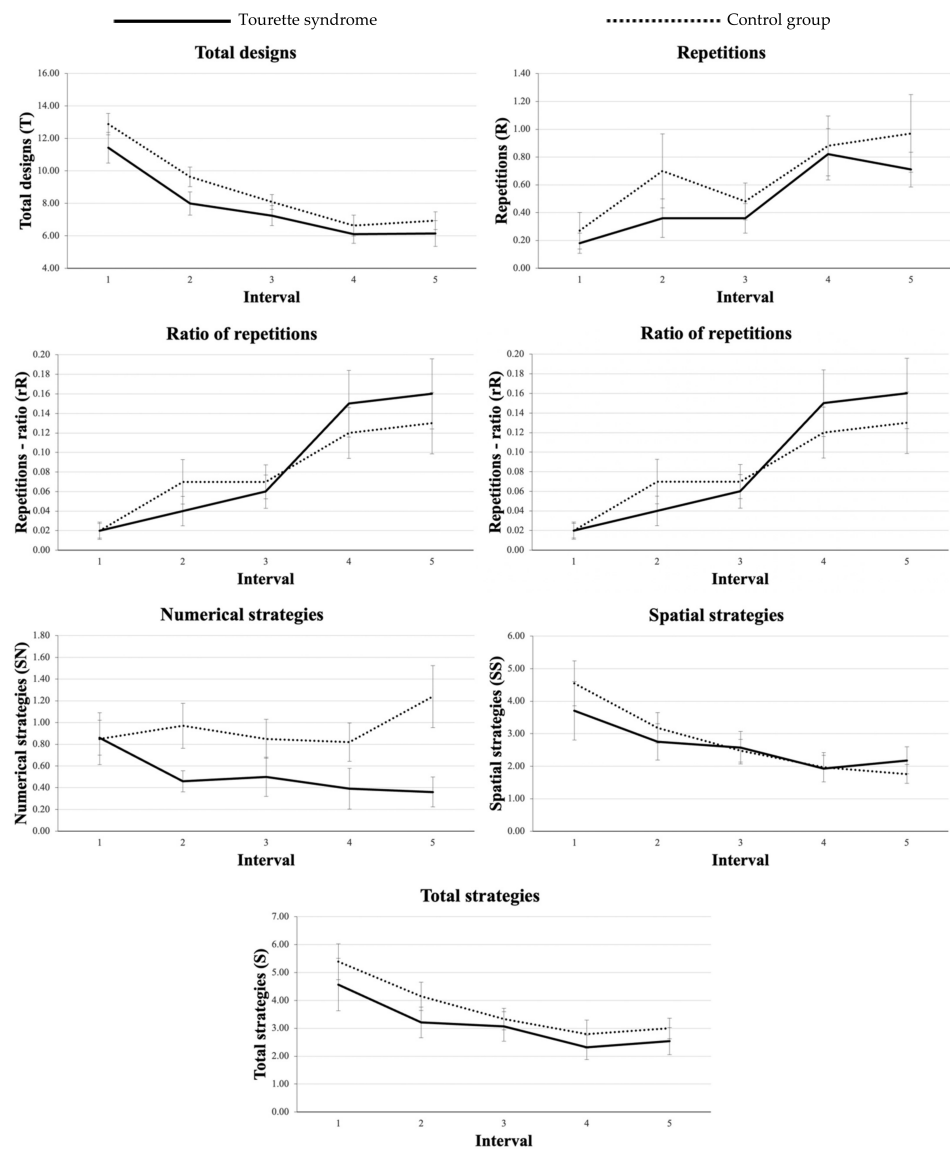 Tourette syndrome
Control group
Total designs
Total designs (T)
16.00
14.00
12.00
10.00
8.00
6.00
4.00
1 2 3 4 5
Interval
Repetitions
Repetitions (R)
1.40
1.20
1.00
0.80
0.60
0.40
0.20
0.00
1 2 3 4 5
Interval
Ratio of repetitions
Repetitions - ratio (rR)
0.20
0.18
0.16
0.14
0.12
0.10
0.08
0.06
0.04
0.02
0.00
1 2 3 4 5
Interval
Ratio of repetitions
Repetitions - ratio (rR)
0.20
0.18
0.16
0.14
0.12
0.10
0.08
0.06
0.04
0.02
0.00
1 2 3 4 5
Interval
Numerical strategies
Numerical strategies (SN)
1.80
1.60
1.40
1.20
1.00
0.80
0.60
0.40
0.20
0.00
1 2 3 4 5
Interval
Spatial strategies
Spatial strategies (SS)
6.00
5.00
4.00
3.00
2.00
1.00
0.00
1 2 3 4 5
Interval
Total strategies
Total strategies (S)
7.00
6.00
5.00
4.00
3.00
2.00
1.00
0.00
1 2 3 4 5
Interval